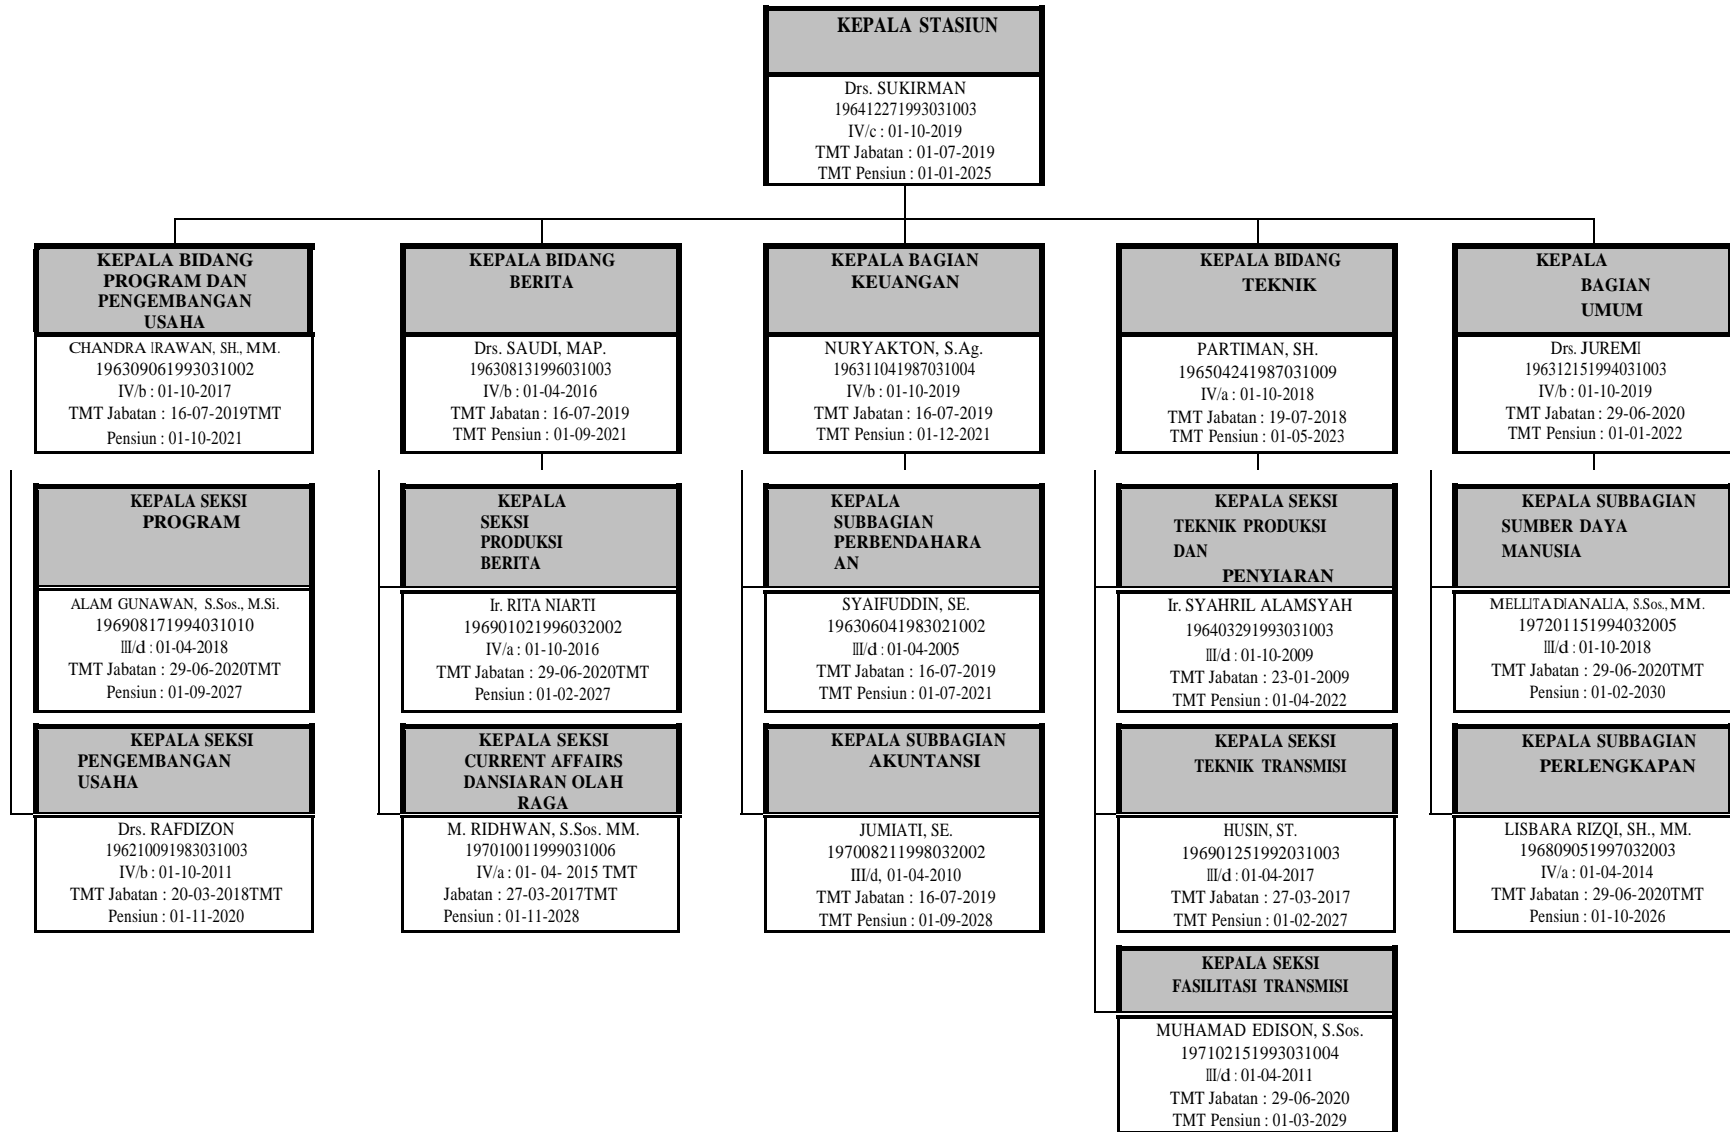 KEPALA STASIUN
Drs. SUKIRMAN
196412271993031003
IV/c : 01-10-2019
TMT Jabatan : 01-07-2019
TMT Pensiun : 01-01-2025
KEPALA BIDANG
PROGRAM DAN
PENGEMBANGAN
USAHA
CHANDRA IRAWAN, SH., MM.
196309061993031002
IV/b : 01-10-2017
TMT Jabatan : 16-07-2019TMT
Pensiun : 01-10-2021
KEPALA BIDANG
BERITA
Drs. SAUDI, MAP.
196308131996031003
IV/b : 01-04-2016
TMT Jabatan : 16-07-2019
TMT Pensiun : 01-09-2021
KEPALA BAGIAN
KEUANGAN
NURYAKTON, S.Ag.
196311041987031004
IV/b : 01-10-2019
TMT Jabatan : 16-07-2019
TMT Pensiun : 01-12-2021
KEPALA BIDANG
TEKNIK
PARTIMAN, SH.
196504241987031009
IV/a : 01-10-2018
TMT Jabatan : 19-07-2018
TMT Pensiun : 01-05-2023
KEPALA
BAGIAN
UMUM
Drs. JUREMI
196312151994031003
IV/b : 01-10-2019
TMT Jabatan : 29-06-2020
TMT Pensiun : 01-01-2022
KEPALA SEKSI
PROGRAM
ALAM GUNAWAN, S.Sos., M.Si.
196908171994031010
III/d : 01-04-2018
TMT Jabatan : 29-06-2020TMT
Pensiun : 01-09-2027
KEPALA
SEKSI
PRODUKSI
BERITA
Ir. RITA NIARTI
196901021996032002
IV/a : 01-10-2016
TMT Jabatan : 29-06-2020TMT
Pensiun : 01-02-2027
KEPALA
SUBBAGIAN
PERBENDAHARA
AN
SYAIFUDDIN, SE.
196306041983021002
III/d : 01-04-2005
TMT Jabatan : 16-07-2019
TMT Pensiun : 01-07-2021
KEPALA SEKSI
TEKNIK PRODUKSI
DAN
PENYIARAN
Ir. SYAHRIL ALAMSYAH
196403291993031003
III/d : 01-10-2009
TMT Jabatan : 23-01-2009
TMT Pensiun : 01-04-2022
KEPALA SUBBAGIAN
SUMBER DAYA
MANUSIA
MELLITADIANALIA, S.Sos., MM.
197201151994032005
III/d : 01-10-2018
TMT Jabatan : 29-06-2020TMT
Pensiun : 01-02-2030
KEPALA SEKSI
PENGEMBANGAN
USAHA
Drs. RAFDIZON
196210091983031003
IV/b : 01-10-2011
TMT Jabatan : 20-03-2018TMT
Pensiun : 01-11-2020
KEPALA SEKSI
CURRENT AFFAIRS
DANSIARAN OLAH
RAGA
M. RIDHWAN, S.Sos. MM.
197010011999031006
IV/a : 01- 04- 2015 TMT
Jabatan : 27-03-2017TMT
Pensiun : 01-11-2028
KEPALA SUBBAGIAN
AKUNTANSI
JUMIATI, SE.
197008211998032002
III/d, 01-04-2010
TMT Jabatan : 16-07-2019
TMT Pensiun : 01-09-2028
KEPALA SEKSI
TEKNIK TRANSMISI
HUSIN, ST.
196901251992031003
III/d : 01-04-2017
TMT Jabatan : 27-03-2017
TMT Pensiun : 01-02-2027
KEPALA SUBBAGIAN
PERLENGKAPAN
LISBARA RIZQI, SH., MM.
196809051997032003
IV/a : 01-04-2014
TMT Jabatan : 29-06-2020TMT
Pensiun : 01-10-2026
KEPALA SEKSI
FASILITASI TRANSMISI
MUHAMAD EDISON, S.Sos.
197102151993031004
III/d : 01-04-2011
TMT Jabatan : 29-06-2020
TMT Pensiun : 01-03-2029